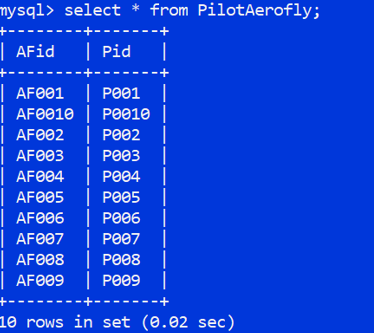 mysql> select * from PilotAerofly;
+--------+-------+
| AFid   | Pid   |
+--------+-------+
| AF001  | P001  |
| AF0010 | P0010 |
| AF002  | P002  |
| AF003  | P003  |
| AF004  | P004  |
| AF005  | P005  |
| AF006  | P006  |
| AF007  | P007  |
| AF008  | P008  |
| AF009  | P009  |
+--------+-------+
10 rows in set (0.02 sec)